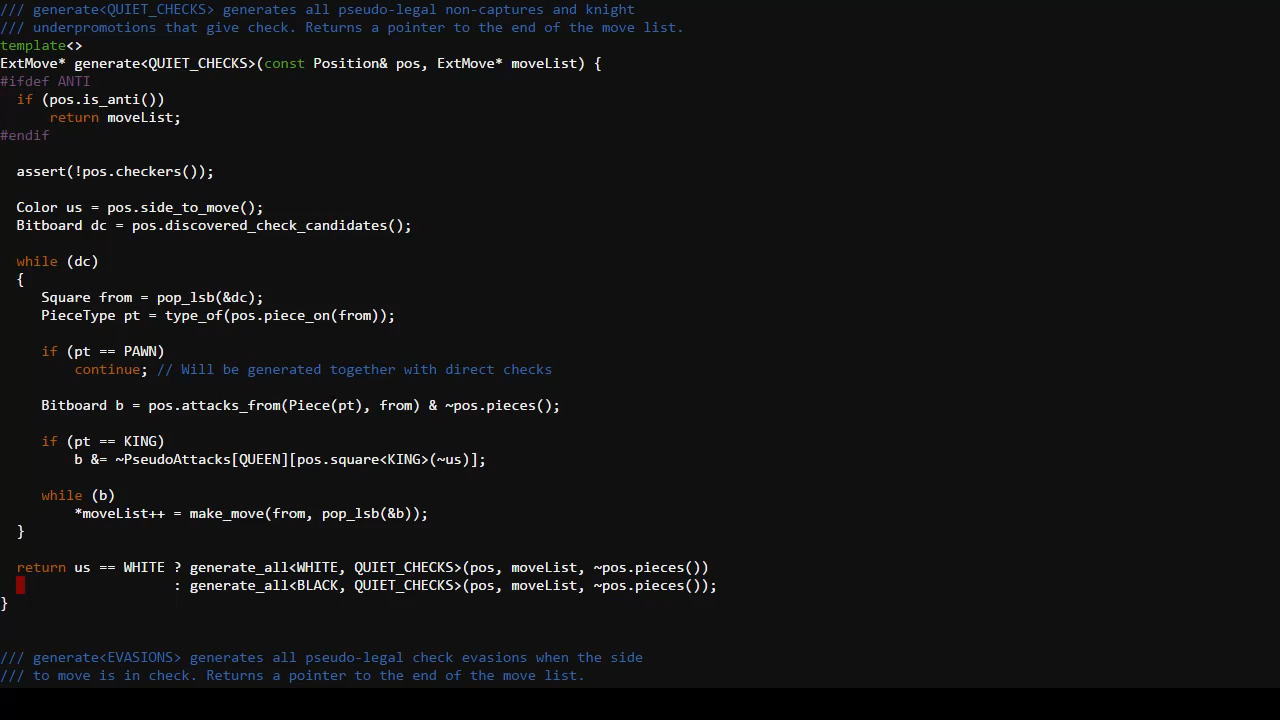 /// generate<QUIET_CHECKS> generates all pseudo-legal non-captures and knight
/// underpromotions that give check. Returns a pointer to the end of the move list.
template<>
ExtMove* generate<QUIET_CHECKS>(const Position& pos, ExtMove* moveList) {
#ifdef ANTI
  if (pos.is_anti())
      return moveList;
#endif

  assert(!pos.checkers());

  Color us = pos.side_to_move();
  Bitboard dc = pos.discovered_check_candidates();

  while (dc)
  {
     Square from = pop_lsb(&dc);
     PieceType pt = type_of(pos.piece_on(from));

     if (pt == PAWN)
         continue; // Will be generated together with direct checks

     Bitboard b = pos.attacks_from(Piece(pt), from) & ~pos.pieces();

     if (pt == KING)
         b &= ~PseudoAttacks[QUEEN][pos.square<KING>(~us)];

     while (b)
         *moveList++ = make_move(from, pop_lsb(&b));
  }

  return us == WHITE ? generate_all<WHITE, QUIET_CHECKS>(pos, moveList, ~pos.pieces())
                     : generate_all<BLACK, QUIET_CHECKS>(pos, moveList, ~pos.pieces());
}


/// generate<EVASIONS> generates all pseudo-legal check evasions when the side
/// to move is in check. Returns a pointer to the end of the move list.